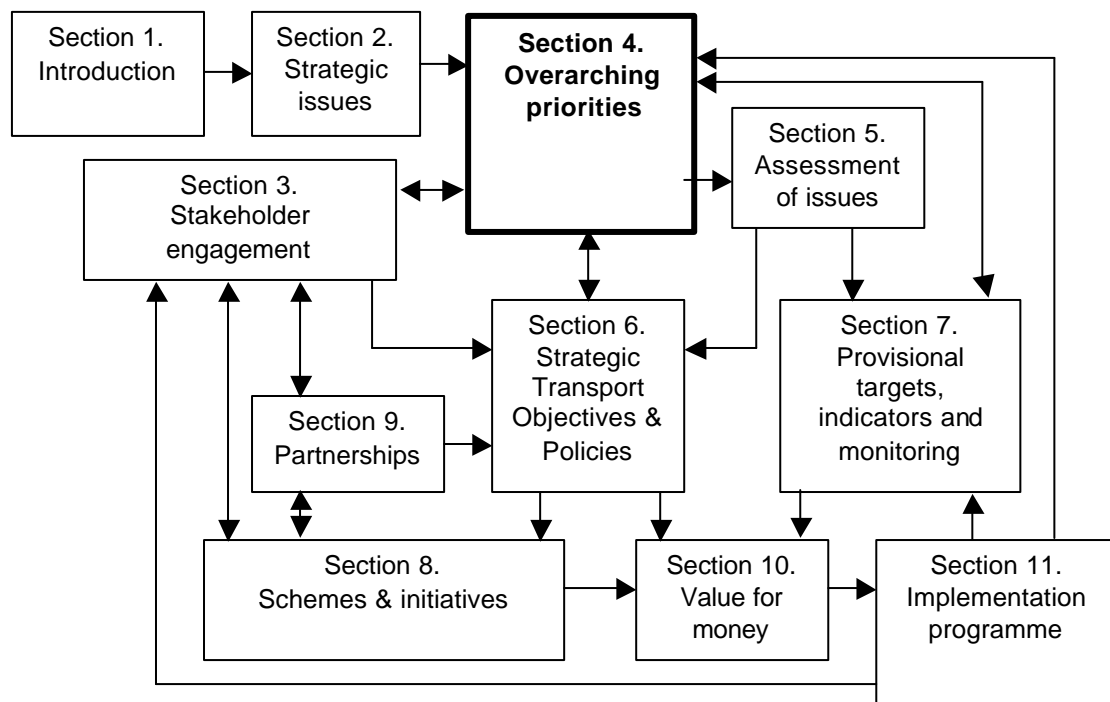 Section 1.
Introduction
Section 2.
Strategic
issues
Section 4.
Overarching
priorities
Section 5.
Assessment
of issues
Section 3.
Stakeholder
engagement
Section 6.
Strategic
Transport
Objectives &
Policies
Section 7.
Provisional
targets,
indicators and
monitoring
Section 9.
Partnerships
Section 8.
Schemes & initiatives
Section 10.
Value for
money
Section 11.
Implementation
programme